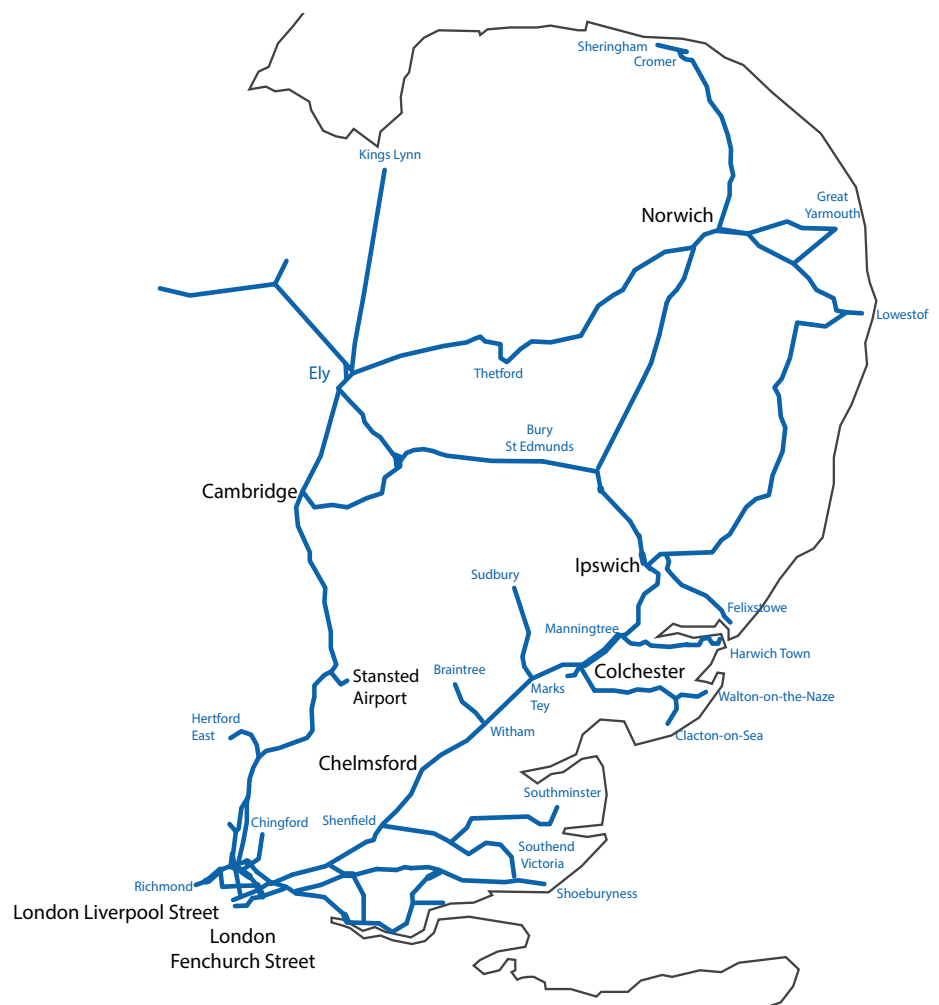 Sheringham
Cromer
Kings Lynn
Great
Yarmouth
Norwich
Lowestof
Ely
Thetford
Bury
St Edmunds
Cambridge
Ipswich
Sudbury
Felixstowe
Manningtree
Harwich Town
Colchester
Stansted
Airport
Braintree
Marks
Tey
Walton-on-the-Naze
Hertford
East
Witham
Clacton-on-Sea
Chelmsford
Southminster
Chingford
Shenfield
Southend
Victoria
Richmond
Shoeburyness
London Liverpool Street
London
Fenchurch Street